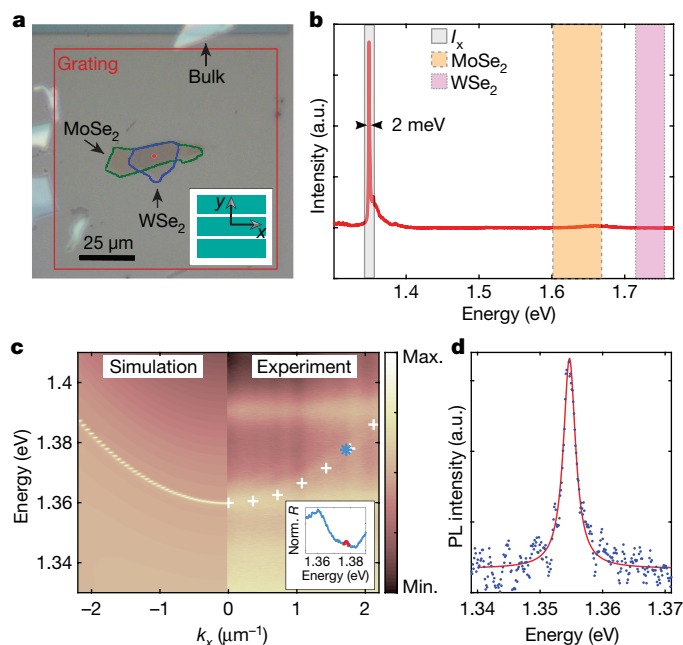 a
Grating
Bulk
MoSe2
WSe2
25 μm
y
x
b
Intensity (a.u.)
Ix
MoSe2
WSe2
2 meV
1.4
1.5
1.6
1.7
Energy (eV)
c
Simulation
Experiment
Max.
Min.
Energy (eV)
1.4
1.38
1.36
1.34
Norm. R
1.36
1.38
Energy (eV)
−2
−1
0
1
2
kx (μm−1)
d
PL intensity (a.u.)
1.34
1.35
1.36
1.37
Energy (eV)